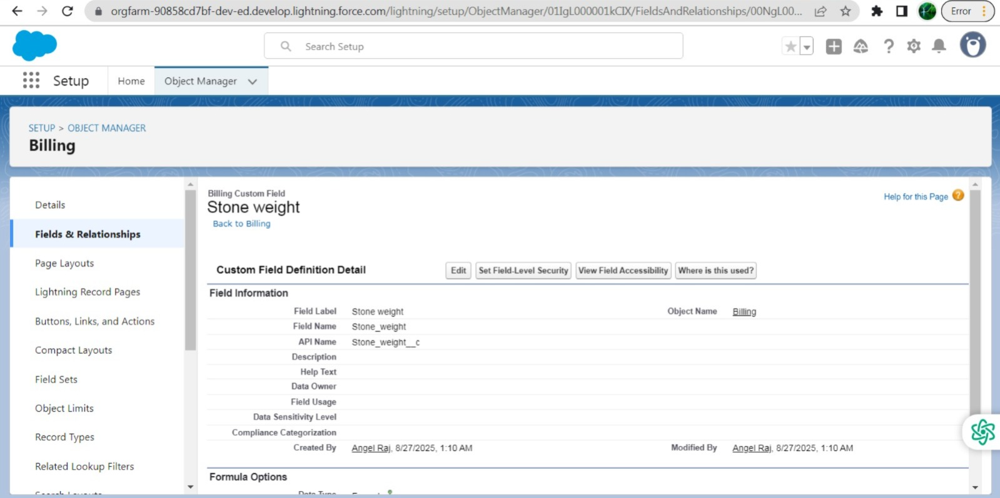 orgfarm-90858cd7bf-dev-ed.develop.lightning.force.com/lightning/setup/ObjectManager/01IgL000001kCIX/FieldsAndRelationships/00NgL00...
Error
Search Setup
Setup
Home
Object Manager
SETUP > OBJECT MANAGER
Billing
Details
Fields & Relationships
Page Layouts
Lightning Record Pages
Buttons, Links, and Actions
Compact Layouts
Field Sets
Object Limits
Record Types
Related Lookup Filters
Search Layouts
Billing Custom Field
Stone weight
Back to Billing
Help for this Page ?
Custom Field Definition Detail
Edit
Set Field-Level Security
View Field Accessibility
Where is this used?
Field Information
Field Label Stone weight Object Name Billing
Field Name Stone_weight
API Name Stone_weight__c
Description
Help Text
Data Owner
Field Usage
Data Sensitivity Level
Compliance Categorization
Created By Angel Raj, 8/27/2025, 1:10 AM Modified By Angel Raj, 8/27/2025, 1:10 AM
Formula Options
Data Type